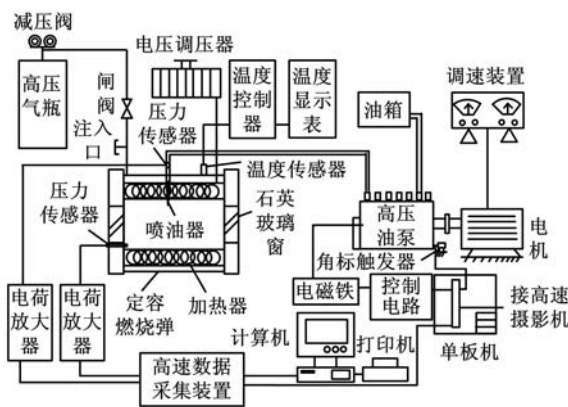 减压阀
高压
气瓶
闸
阀
注入
口
电压调压器
压力
传感器
温度
控制
器
温度
显示
表
油箱
调速装置
温度传感器
压力
传感器
喷油器
石英
玻璃
窗
高压
油泵
电
机
角标触发器
定容
燃烧弹
加热器
电磁铁
控制
电路
接高速
摄影机
单板机
电荷
放大
器
电荷
放大
器
计算机
打印机
高速数据
采集装置